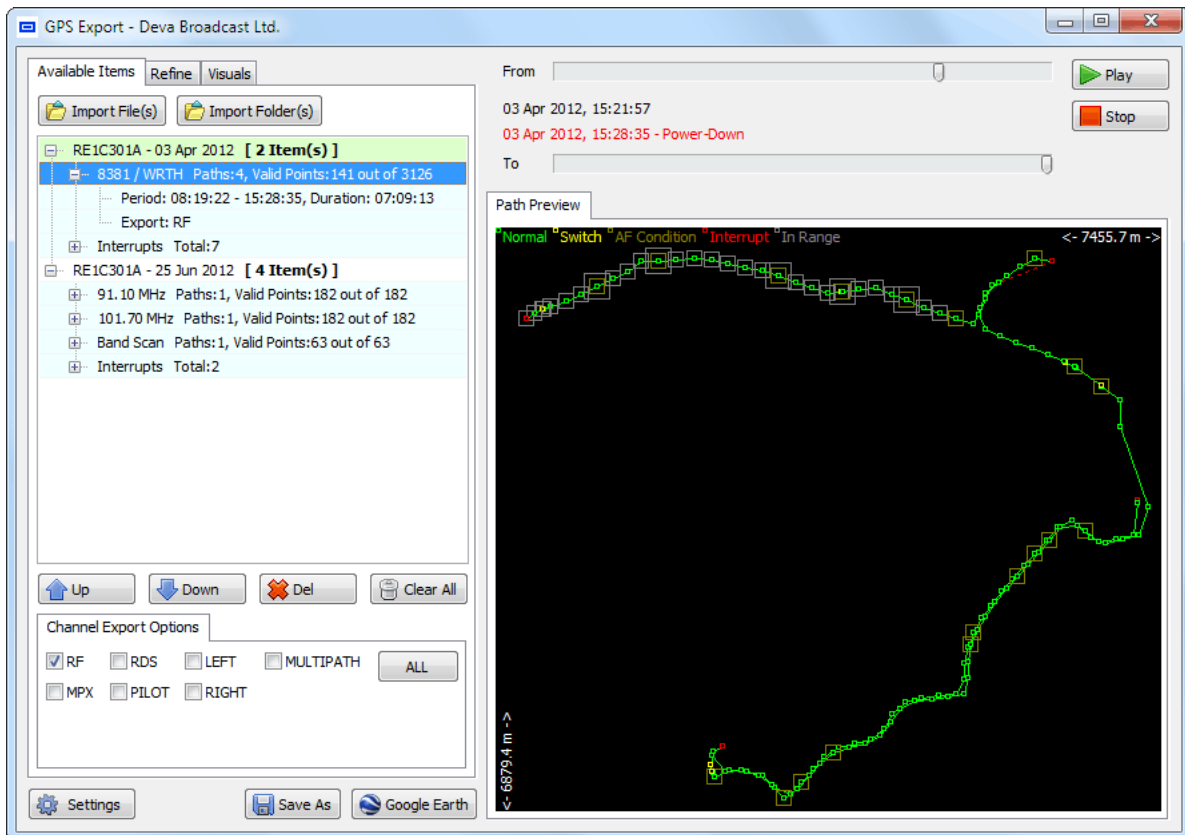 GPS Export - Deva Broadcast Ltd.
Available Items Refine Visuals
Import File(s) Import Folder(s)
RE1C301A - 03 Apr 2012 [ 2 Item(s) ]
8381 / WRTH Paths:4, Valid Points:141 out of 3126
Period: 08:19:22 - 15:28:35, Duration: 07:09:13
Export: RF
Interrupts Total:7
RE1C301A - 25 Jun 2012 [ 4 Item(s) ]
91.10 MHz Paths:1, Valid Points:182 out of 182
101.70 MHz Paths:1, Valid Points:182 out of 182
Band Scan Paths:1, Valid Points:63 out of 63
Interrupts Total:2
Up Down Del Clear All
Channel Export Options
RF RDS LEFT MULTIPATH ALL
MPX PILOT RIGHT
Settings Save As Google Earth
From
03 Apr 2012, 15:21:57
03 Apr 2012, 15:28:35 - Power-Down
To
Play
Stop
Path Preview
Normal Switch AF Condition Interrupt In Range <- 7455.7 m ->
<- 6879.4 m ->